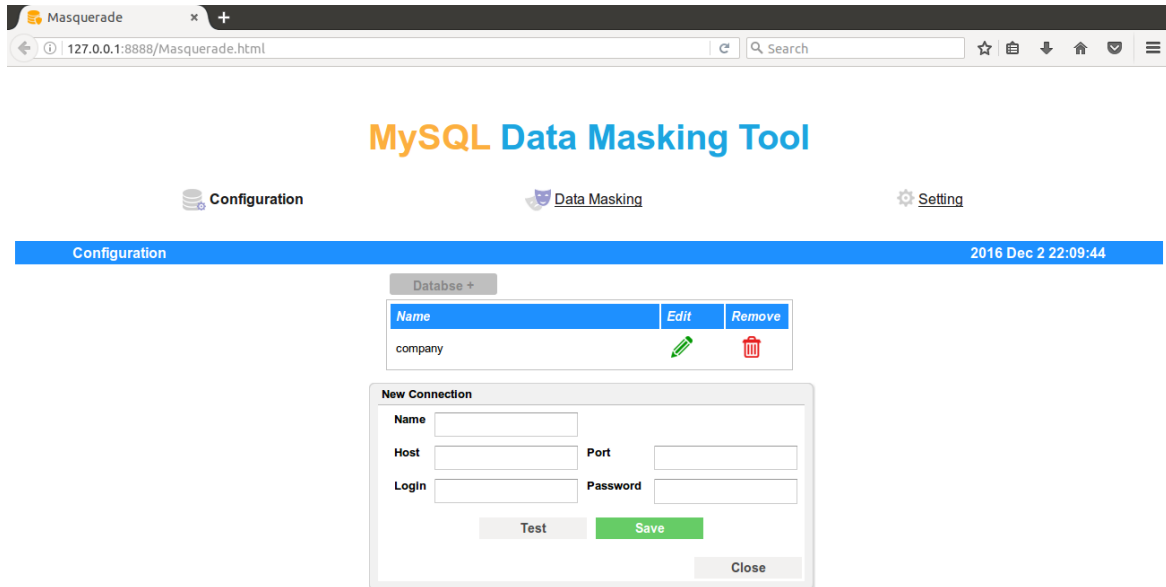 Masquerade
127.0.0.1:8888/Masquerade.html
Search
MySQL Data Masking Tool
Configuration Data Masking Setting
Configuration 2016 Dec 2 22:09:44
Databse +
Name Edit Remove
company
New Connection
Name
Host Port
Login Password
Test Save
Close